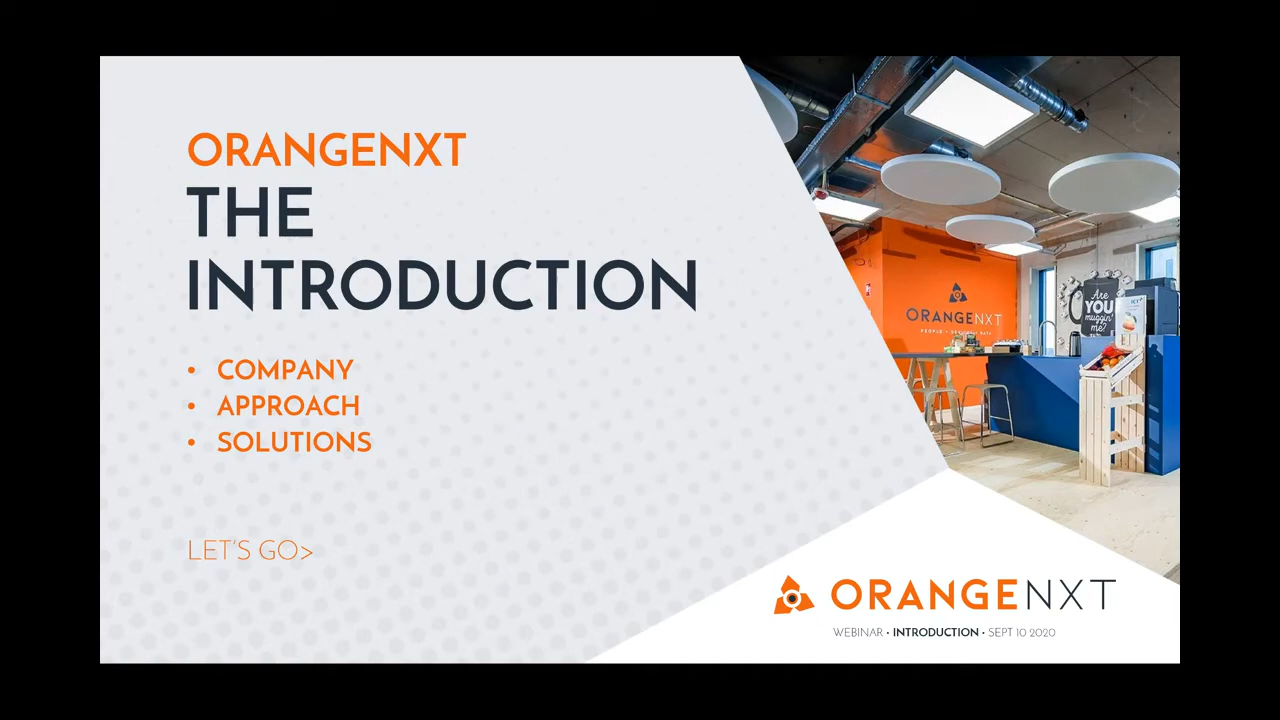 ORANGENXT
THE
INTRODUCTION
• COMPANY
• APPROACH
• SOLUTIONS
LET'S GO>
ORANGENXT
Are
YOU
muggin'
me?
ICT
ORANGENXT
WEBINAR • INTRODUCTION • SEPT 10 2020